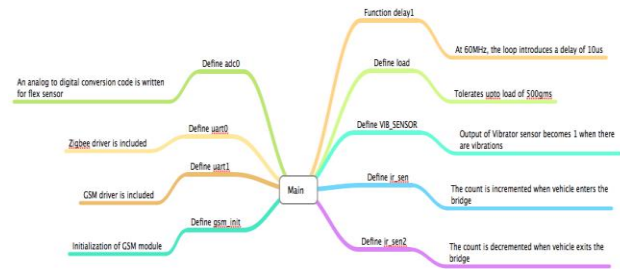 Function delay1
At 60MHz, the loop introduces a delay of 10us
Define adc0
An analog to digital conversion code is written
for flex sensor
Define load
Tolerates upto load of 500gms
Define uart0
Zigbee driver is included
Define VIB_SENSOR
Output of Vibrator sensor becomes 1 when there
are vibrations
Define uart1
GSM driver is included
Main
Define ir_sen
The count is incremented when vehicle enters the
bridge
Define gsm_init
Initialization of GSM module
Define ir_sen2
The count is decremented when vehicle exits the
bridge